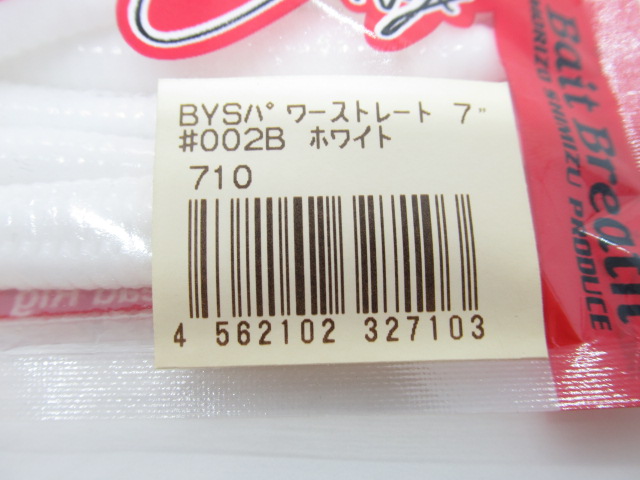 BYSパワーストレート 7"
#002B ホワイト
710
4 562102 327103
Bait Breath
NORIZO SHIMIZU PRODUCE